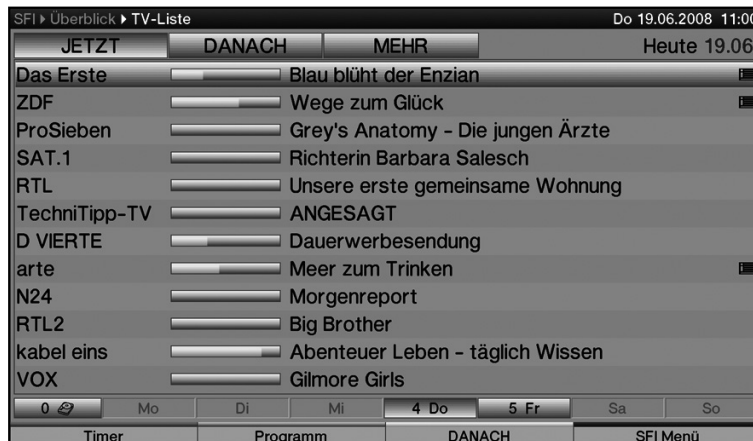 SFI Überblick TV-Liste Do 19.06.2008 11:00
JETZT DANACH MEHR Heute 19.06
Das Erste Blau blüht der Enzian
ZDF Wege zum Glück
ProSieben Grey's Anatomy - Die jungen Ärzte
SAT.1 Richterin Barbara Salesch
RTL Unsere erste gemeinsame Wohnung
TechniTipp-TV ANGESAGT
D VIERTE Dauerwerbesendung
arte Meer zum Trinken
N24 Morgenreport
RTL2 Big Brother
kabel eins Abenteuer Leben - täglich Wissen
VOX Gilmore Girls
0 Mo Di Mi 4 Do 5 Fr Sa So
Timer Programm DANACH SFI Menü